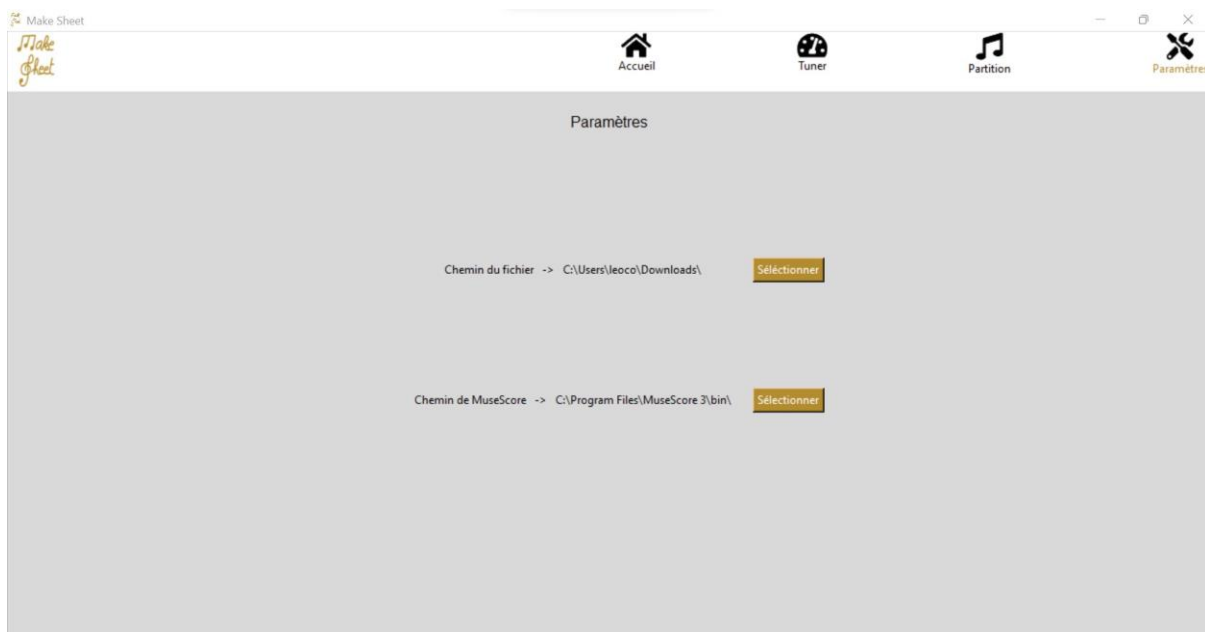 Make Sheet
Make
Sheet
Accueil
Tuner
Partition
Paramètres
Paramètres
Chemin du fichier -> C:\Users\leoco\Downloads\
Séléctionner
Chemin de MuseScore -> C:\Program Files\MuseScore 3\bin\
Sélectionner